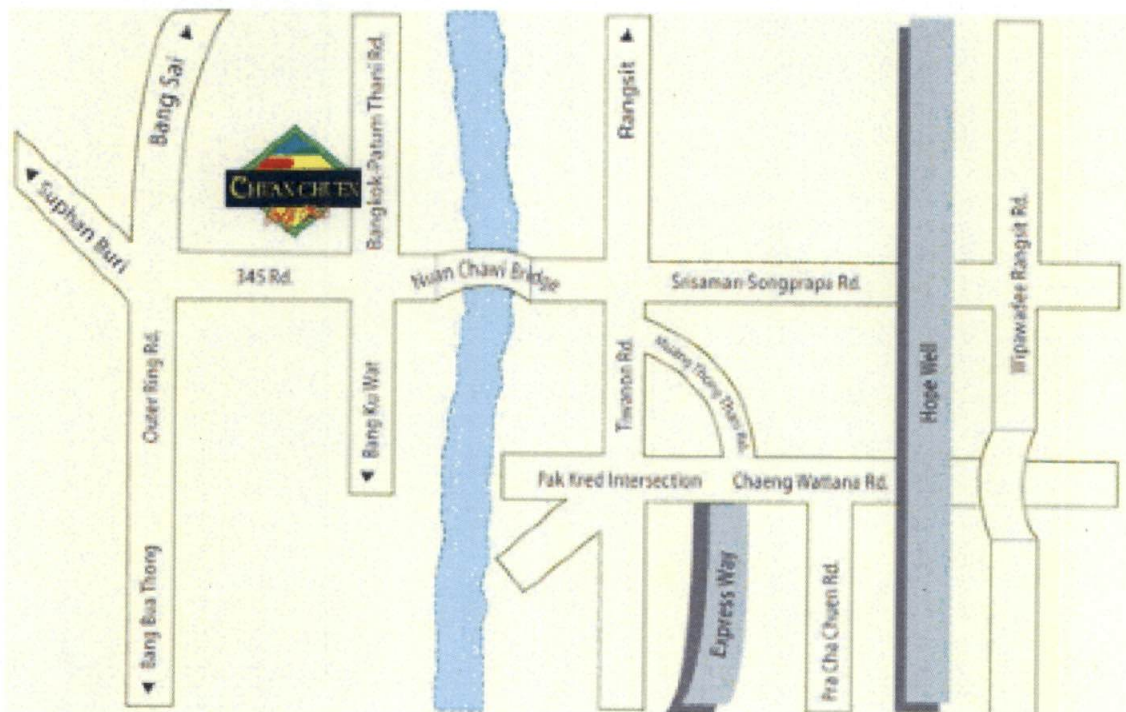 Bang Sai
Suphan Buri
CHUAN CHUEN
Bangkok-Patum Thani Rd.
Rangsit
345 Rd.
Nuan Chawi Bridge
Srisaman-Songprapa Rd.
Wipawadee Rangsit Rd.
Outer Ring Rd.
Bang Ku Wat
Tiwanon Rd.
Muang Thong Thani Rd.
Hope Well
Pak Kred Intersection
Chaeng Wattana Rd.
Bang Bua Thong
Express Way
Pra Cha Chuen Rd.